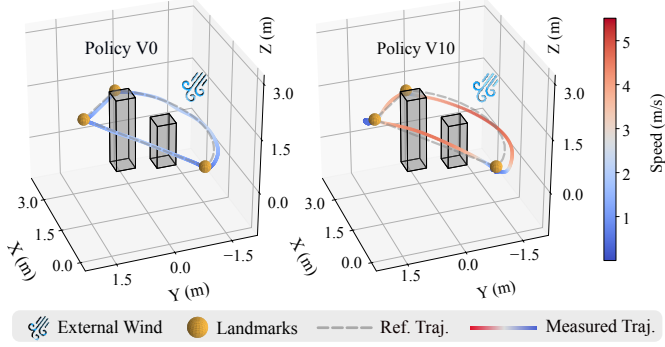 Policy V0
Z (m)
3.0
1.5
0.0
3.0
1.5
0.0
X (m)
1.5
0.0
−1.5
Y (m)
Policy V10
Z (m)
3.0
1.5
0.0
3.0
1.5
0.0
X (m)
1.5
0.0
−1.5
Y (m)
5
4
3
2
1
Speed (m/s)
External Wind
Landmarks
Ref. Traj.
Measured Traj.